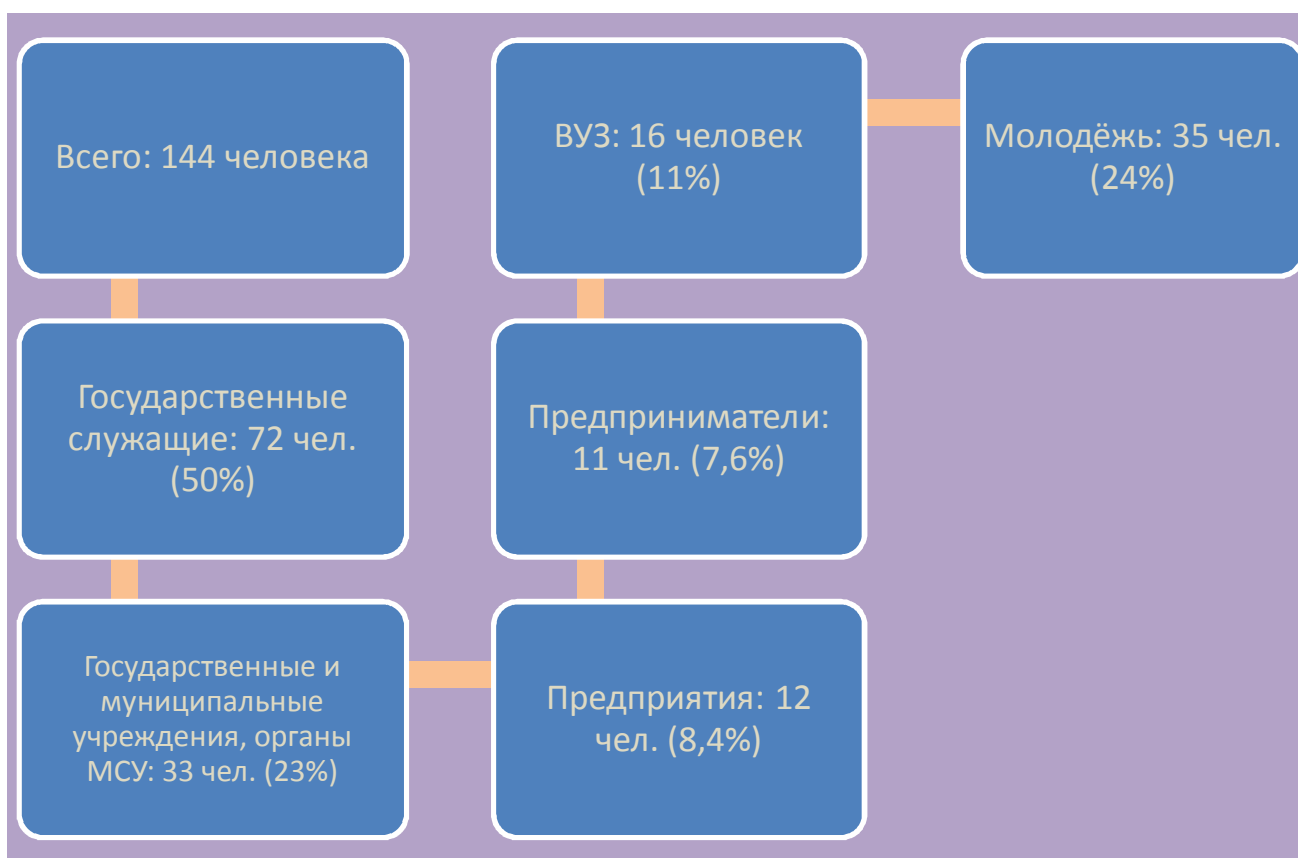 Всего: 144 человека
Государственные
служащие: 72 чел.
(50%)
Государственные и
муниципальные
учреждения, органы
МСУ: 33 чел. (23%)
Предприятия: 12
чел. (8,4%)
Предприниматели:
11 чел. (7,6%)
ВУЗ: 16 человек
(11%)
Молодёжь: 35 чел.
(24%)